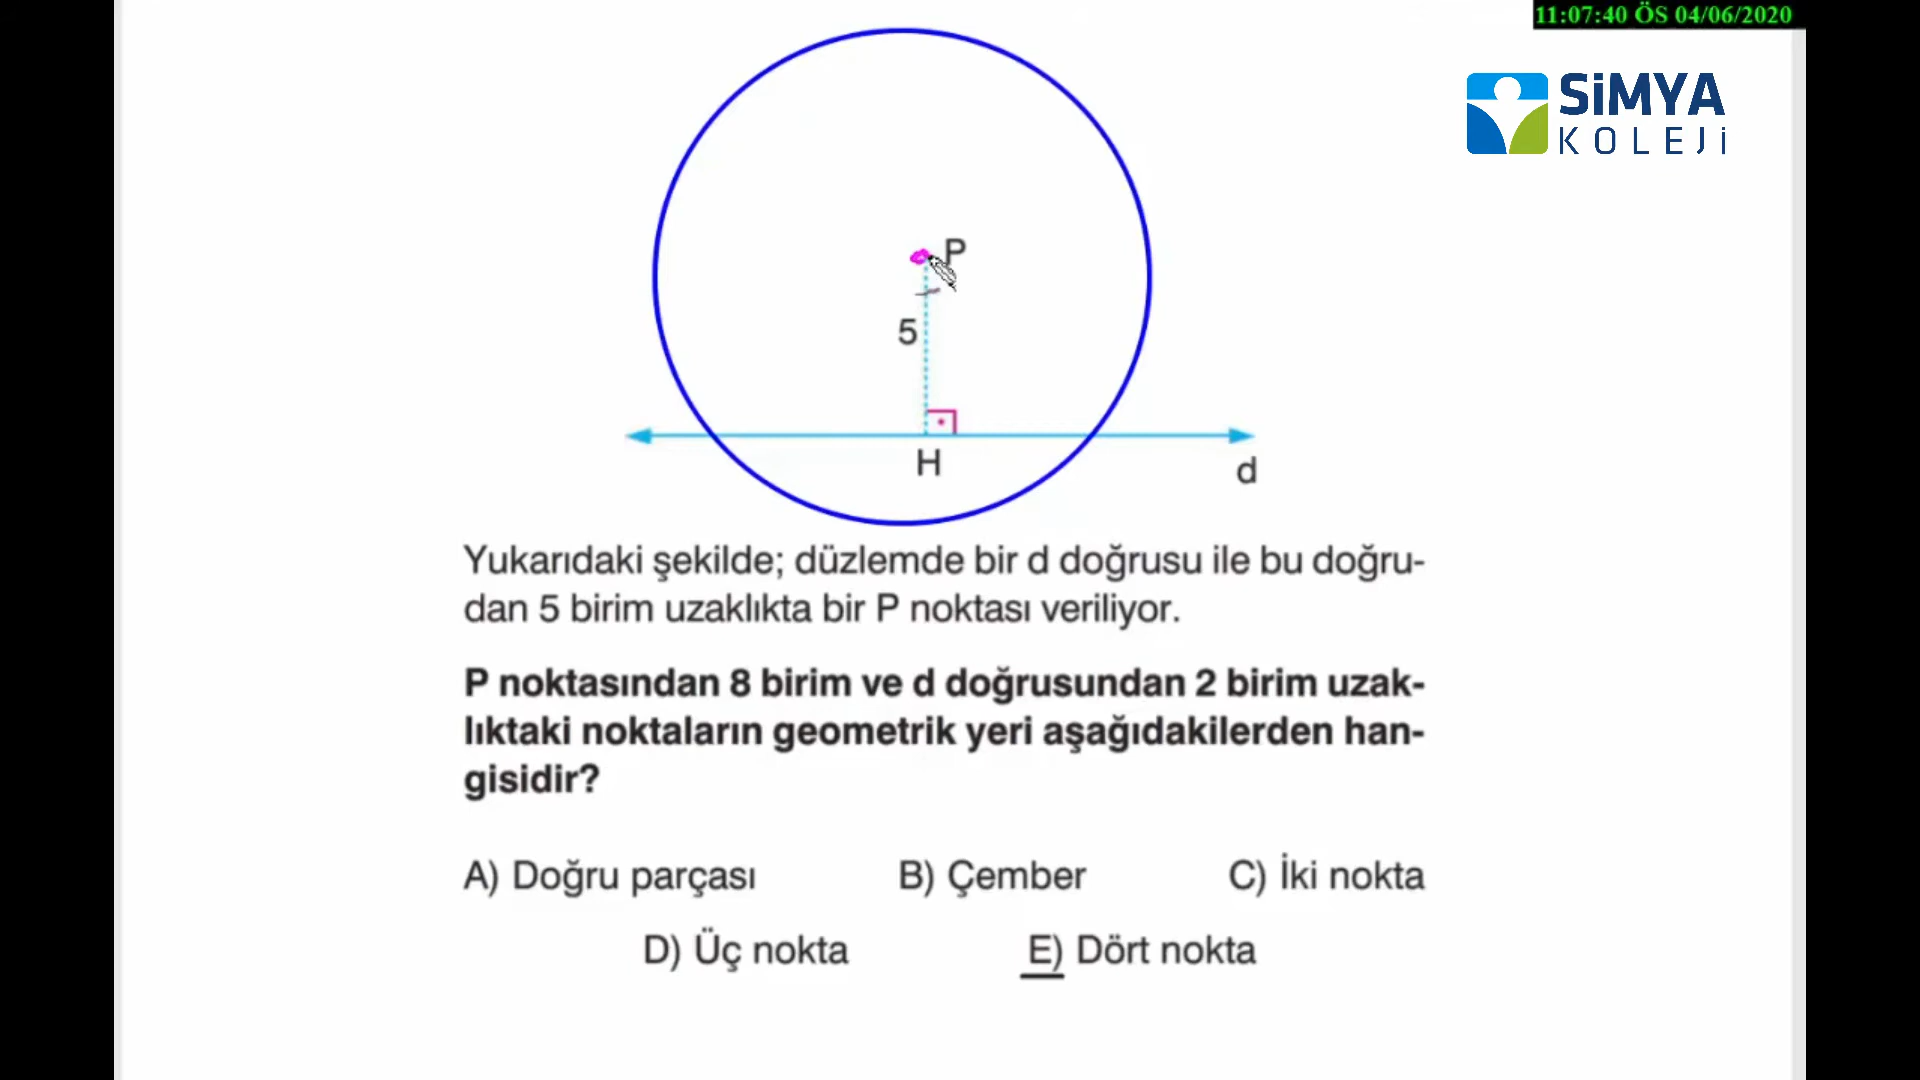 11:07:40 ÖS 04/06/2020
SiMYA
KOLEJi
P
5
H
d
Yukarıdaki şekilde; düzlemde bir d doğrusu ile bu doğru-
dan 5 birim uzaklıkta bir P noktası veriliyor.
P noktasından 8 birim ve d doğrusundan 2 birim uzak-
lıktaki noktaların geometrik yeri aşağıdakilerden han-
gisidir?
A) Doğru parçası B) Çember C) İki nokta
D) Üç nokta E) Dört nokta